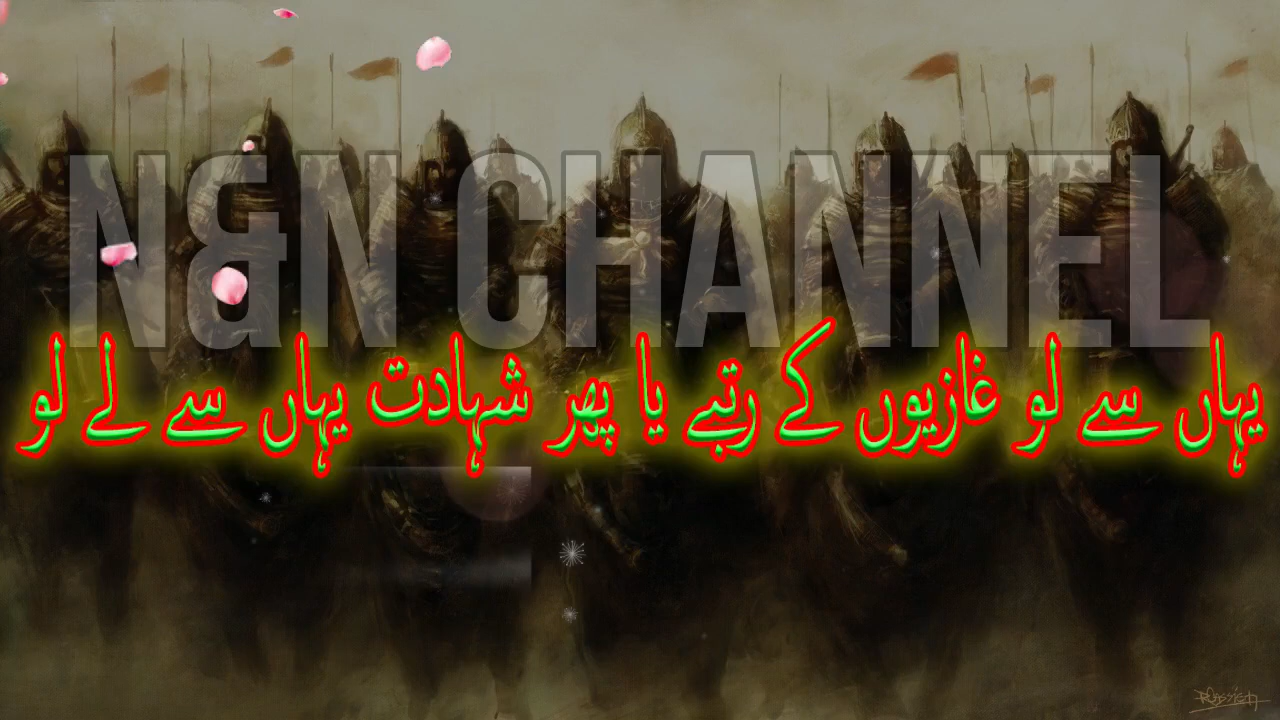 N&N CHANNEL
یہاں سے لو غازیوں کے رتبے یا پھر شہادت یہاں سے لے لو